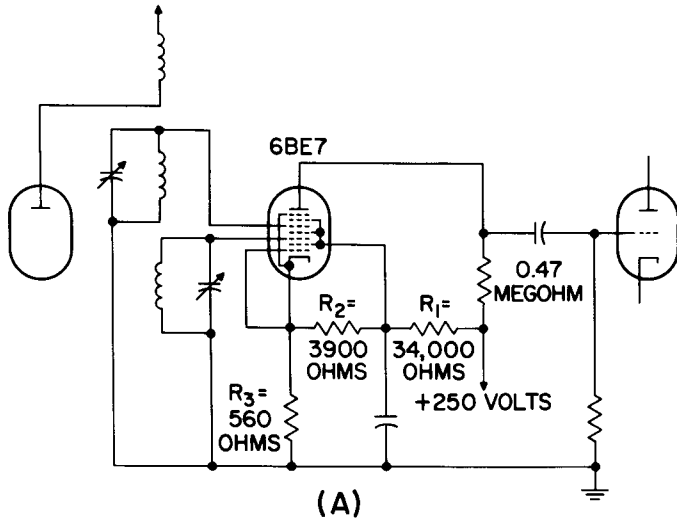 6BE7
R2=
3900
OHMS
R1=
34,000
OHMS
0.47
MEGOHM
+250 VOLTS
R3=
560
OHMS
(A)